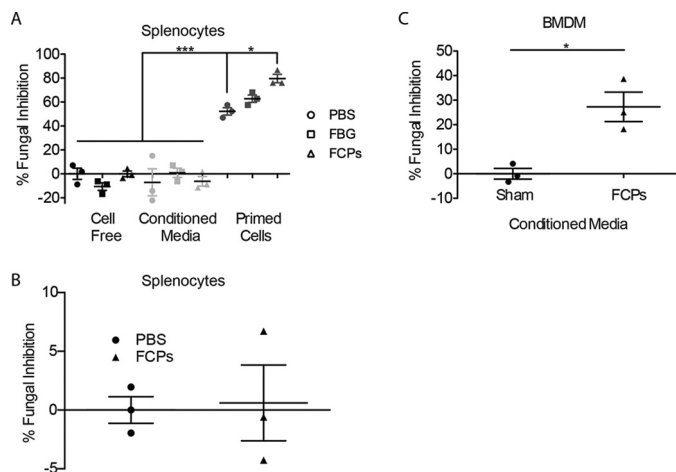 A
Splenocytes
% Fungal Inhibition
100
80
60
40
20
0
-20
***
*
PBS
FBG
FCPs
Cell Free
Conditioned Media
Primed Cells
B
Splenocytes
% Fungal Inhibition
10
5
0
-5
PBS
FCPs
C
BMDM
% Fungal Inhibition
50
40
30
20
10
0
-10
*
Sham
FCPs
Conditioned Media